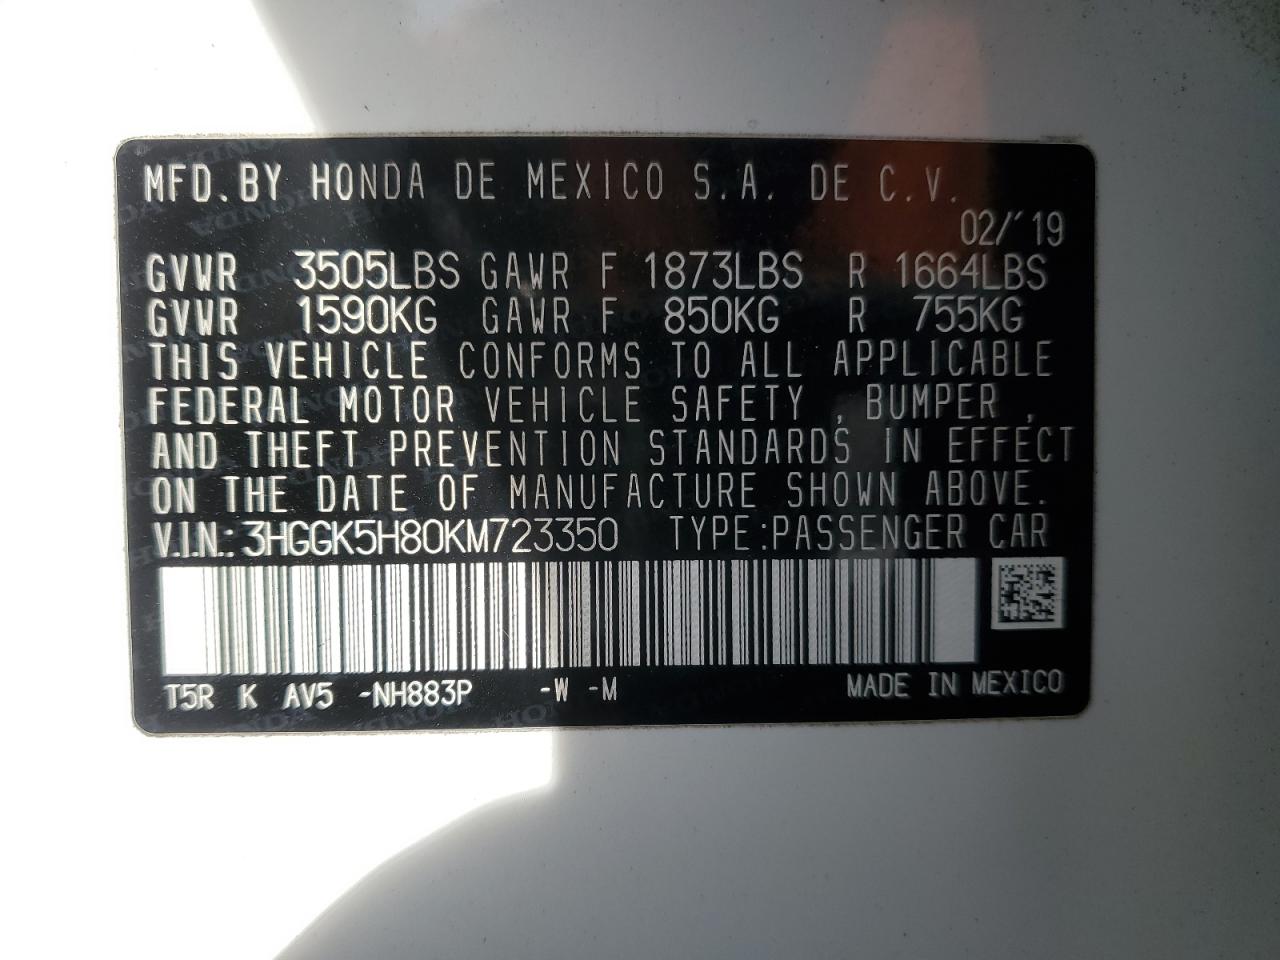 MFD.BY HONDA DE MEXICO S.A. DE C.V.
02/'19
GVWR 3505LBS GAWR F 1873LBS R 1664LBS
GVWR 1590KG GAWR F 850KG R 755KG
THIS VEHICLE CONFORMS TO ALL APPLICABLE
FEDERAL MOTOR VEHICLE SAFETY , BUMPER ,
AND THEFT PREVENTION STANDARDS IN EFFECT
ON THE DATE OF MANUFACTURE SHOWN ABOVE.
V.I.N.: 3HGGK5H80KM723350 TYPE:PASSENGER CAR
T5R K AV5 -NH883P -W -M MADE IN MEXICO